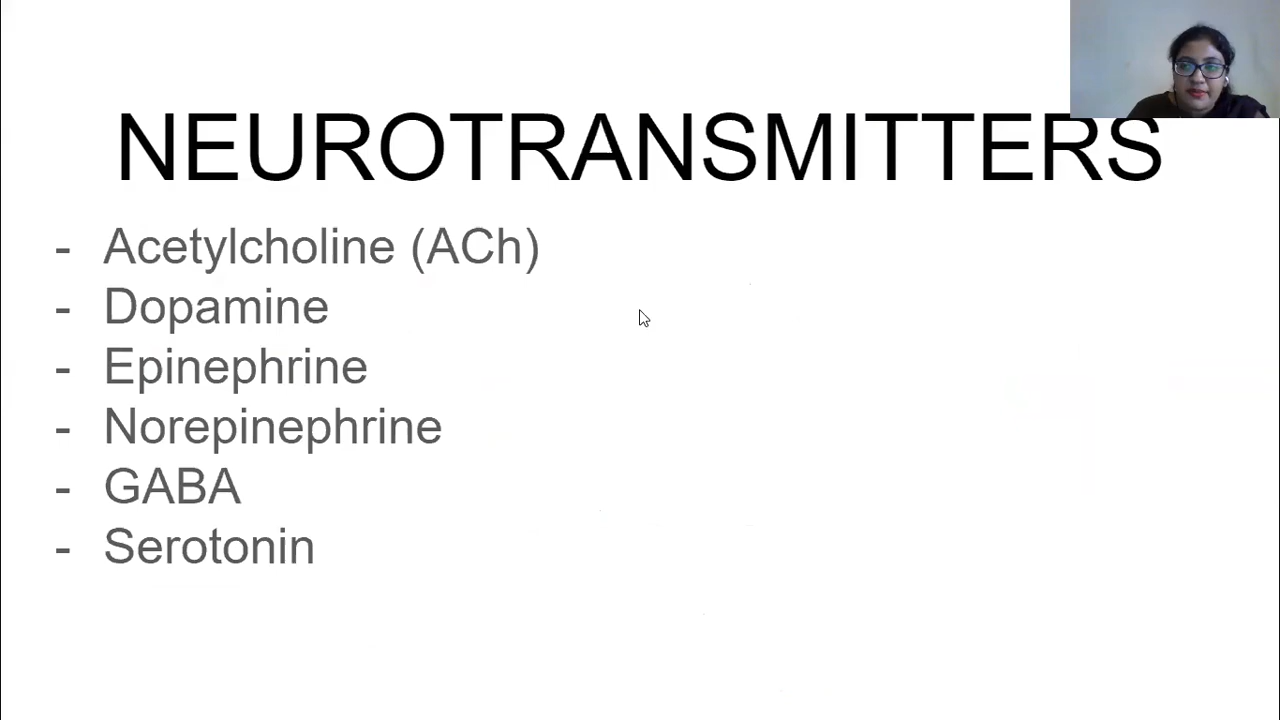 NEUROTRANSMITTERS
- Acetylcholine (ACh)
- Dopamine
- Epinephrine
- Norepinephrine
- GABA
- Serotonin